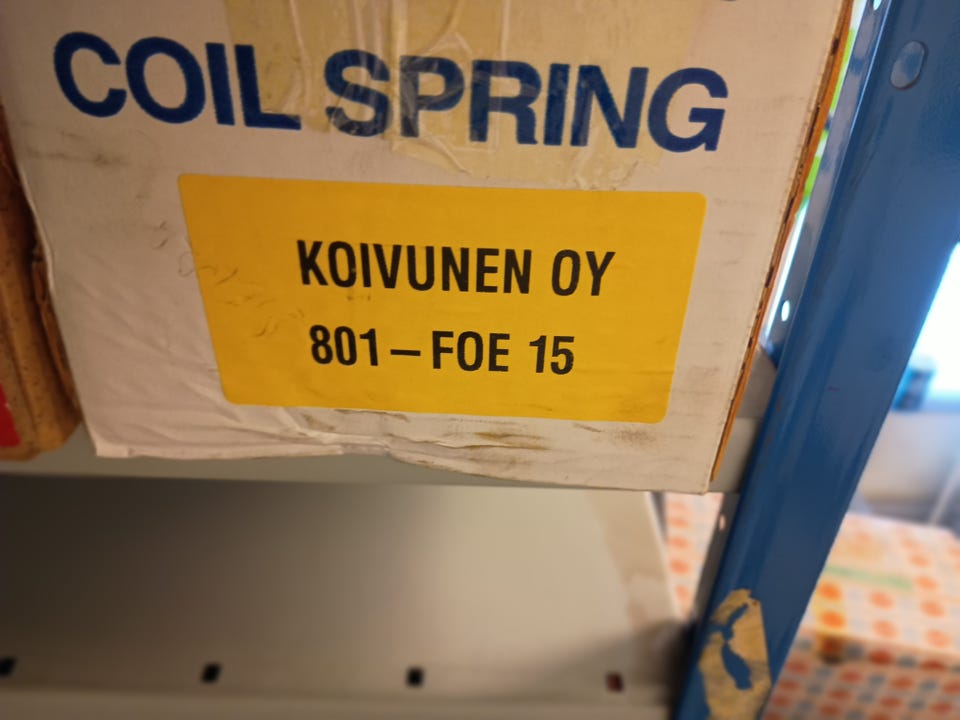 COIL SPRING
KOIVUNEN OY
801-FOE 15